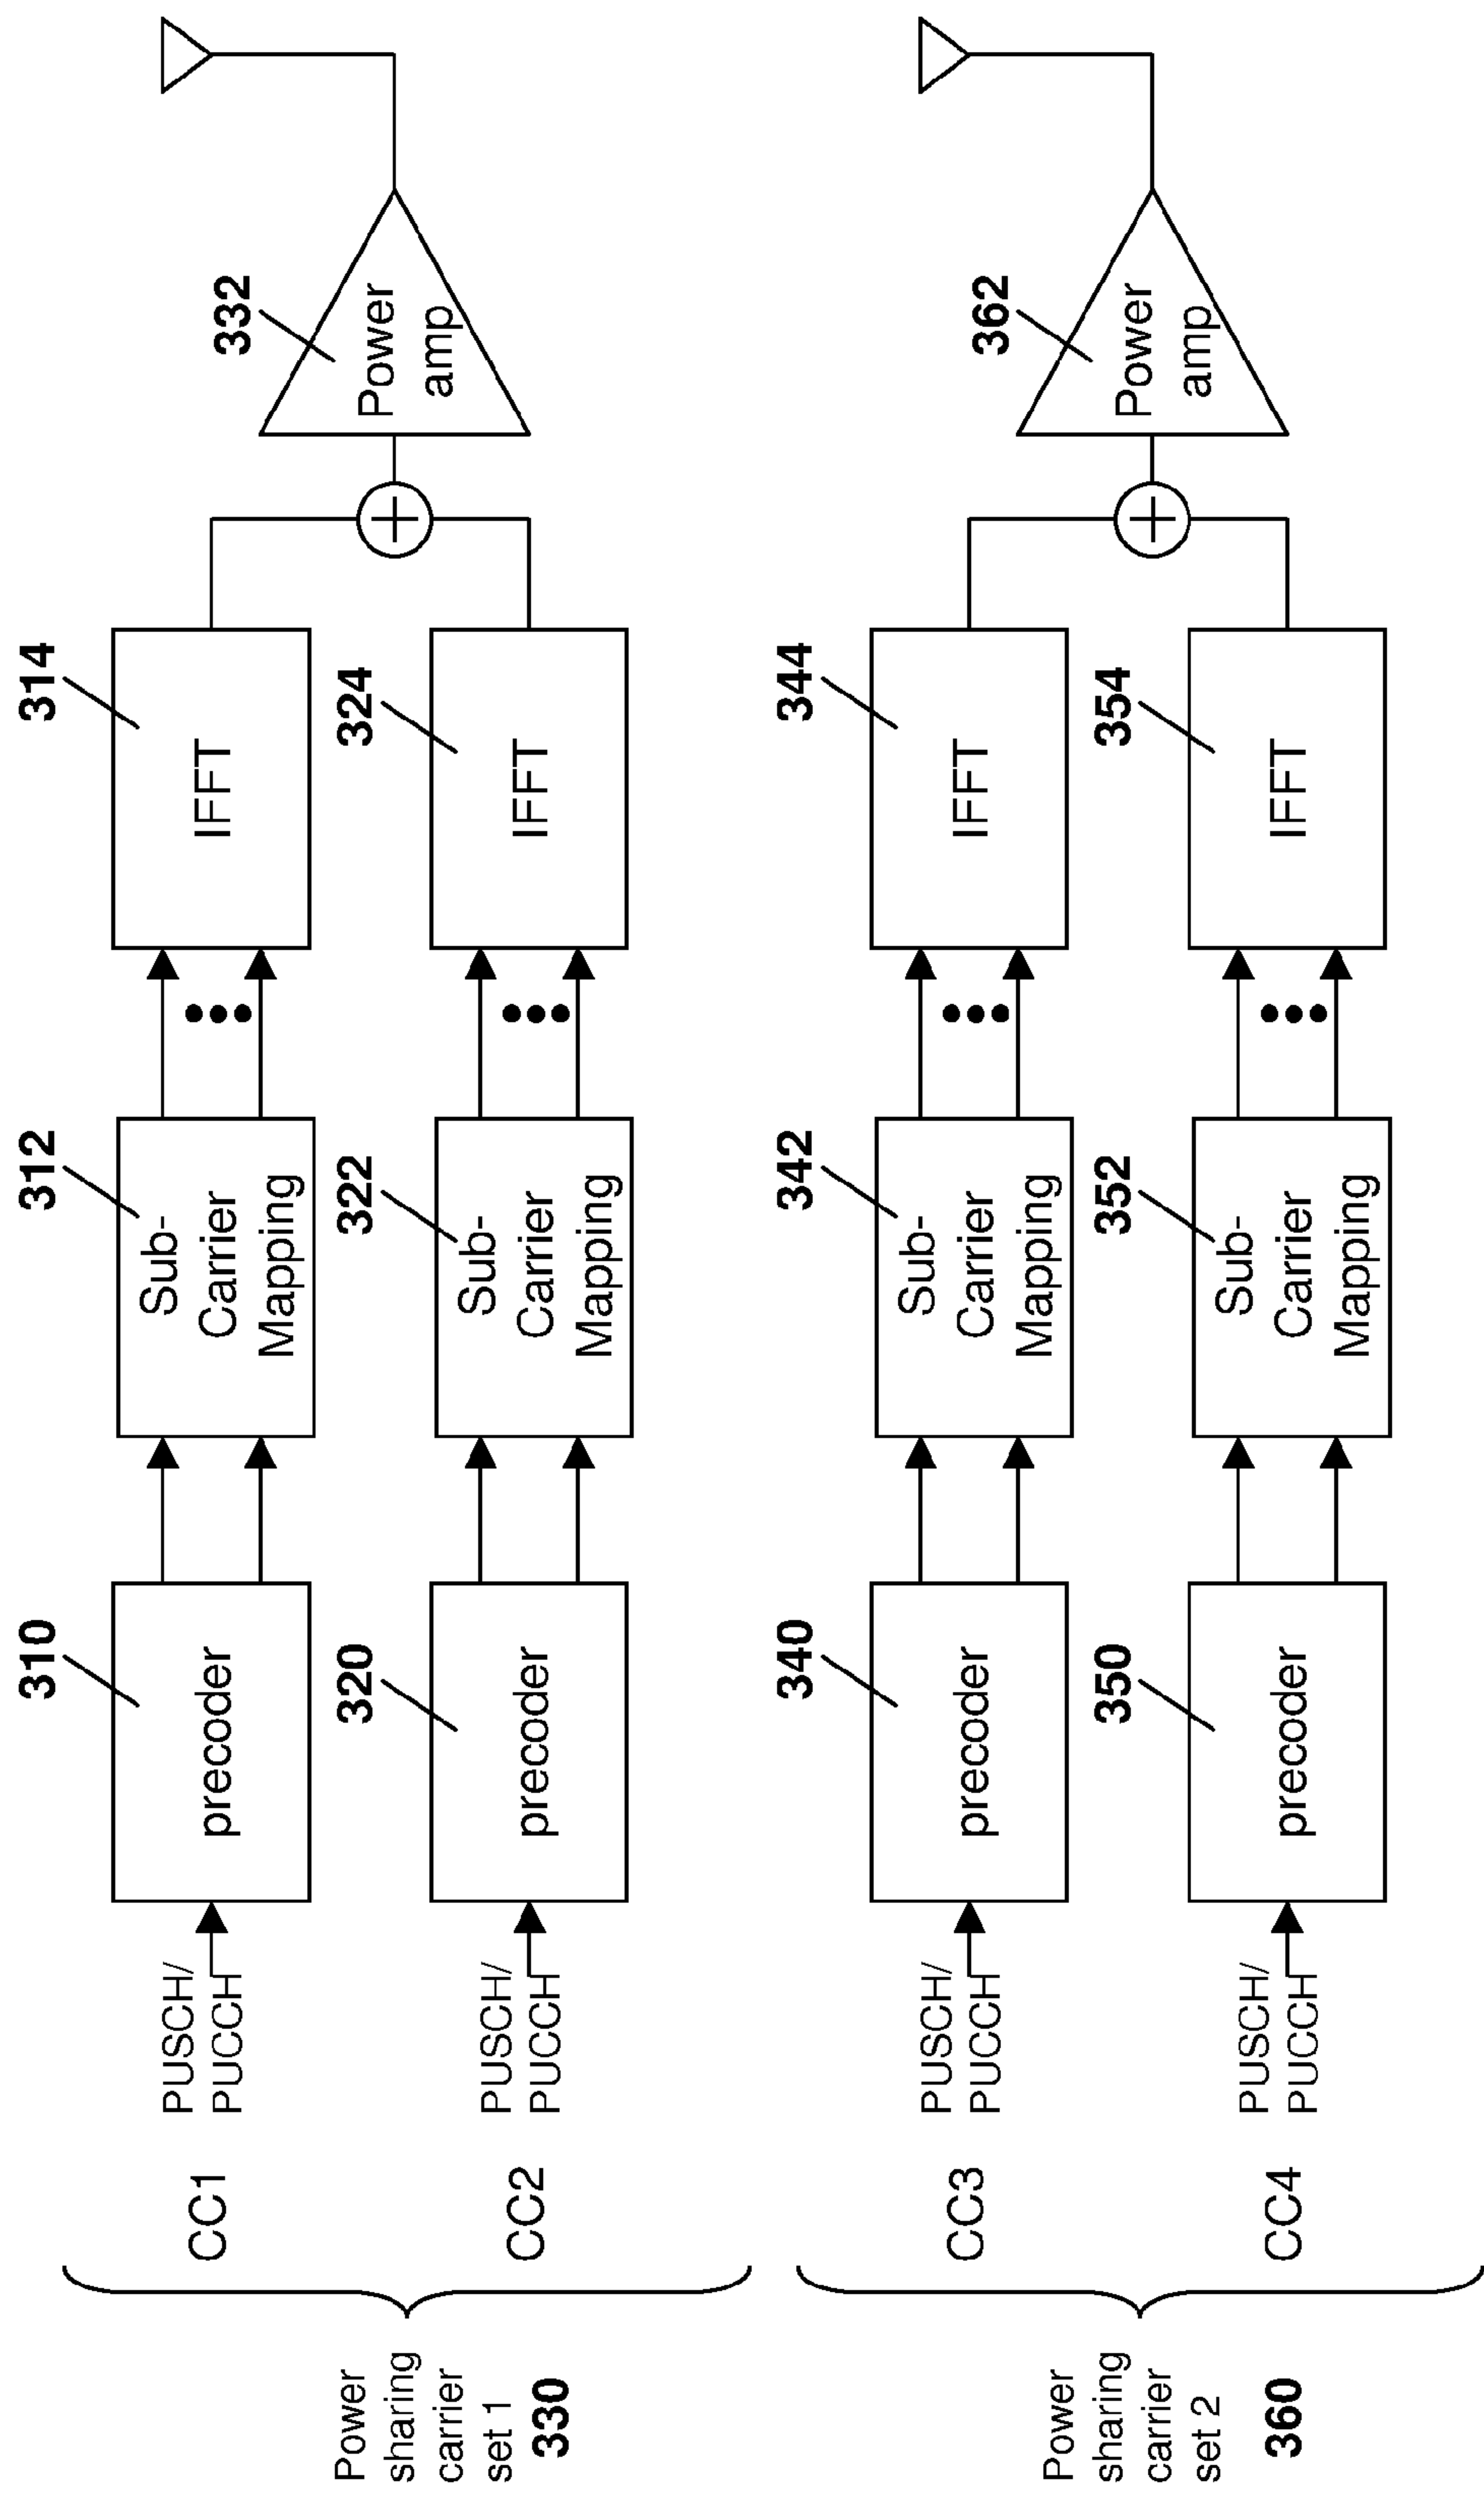 Power
sharing
carrier
set 1
330
CC1
PUSCH/
PUCCH
310
precoder
312
Sub-
Carrier
Mapping
314
IFFT
CC2
PUSCH/
PUCCH
320
precoder
322
Sub-
Carrier
Mapping
324
IFFT
332
Power
amp
Power
sharing
carrier
set 2
360
CC3
PUSCH/
PUCCH
340
precoder
342
Sub-
Carrier
Mapping
344
IFFT
CC4
PUSCH/
PUCCH
350
precoder
352
Sub-
Carrier
Mapping
354
IFFT
362
Power
amp